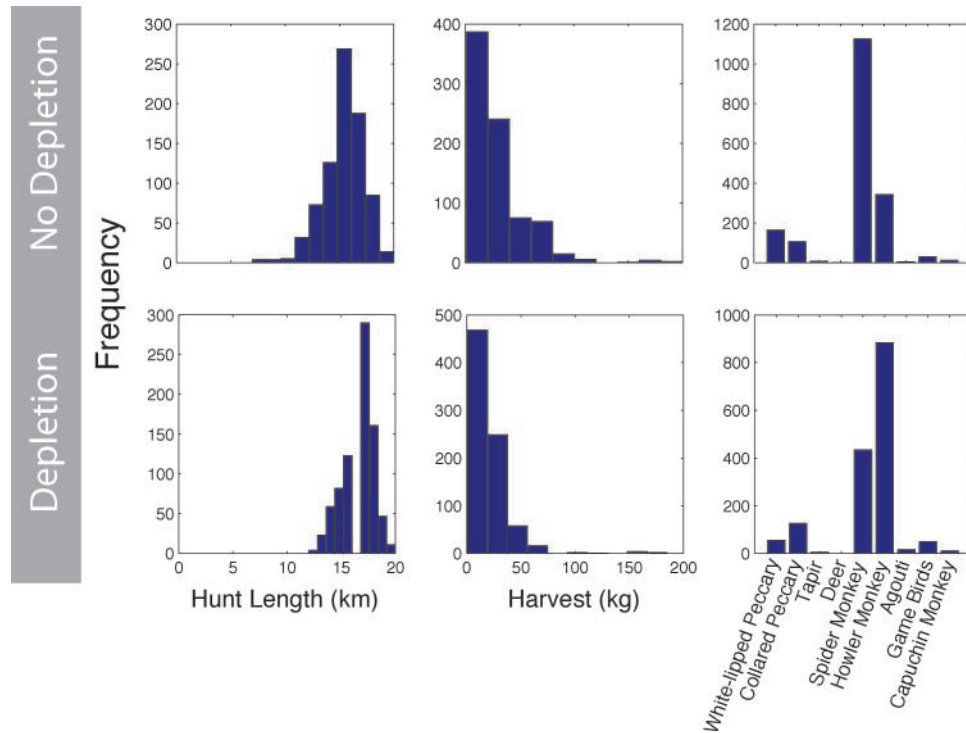 No Depletion
Depletion
Frequency
300
250
200
150
100
50
0
400
300
200
100
0
1200
1000
800
600
400
200
0
300
250
200
150
100
50
0
0 5 10 15 20
Hunt Length (km)
500
400
300
200
100
0
0 50 100 150 200
Harvest (kg)
1000
800
600
400
200
0
White-lipped Peccary
Collared Peccary
Tapir
Deer
Spider Monkey
Howler Monkey
Agouti
Game Birds
Capuchin Monkey